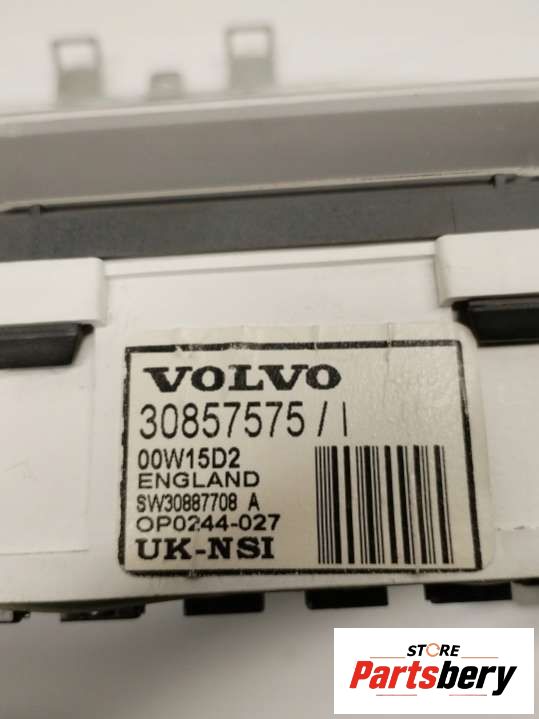 VOLVO
30857575/I
00W15D2
ENGLAND
SW30887708 A
OP0244-027
UK-NSI
STORE
Partsbery